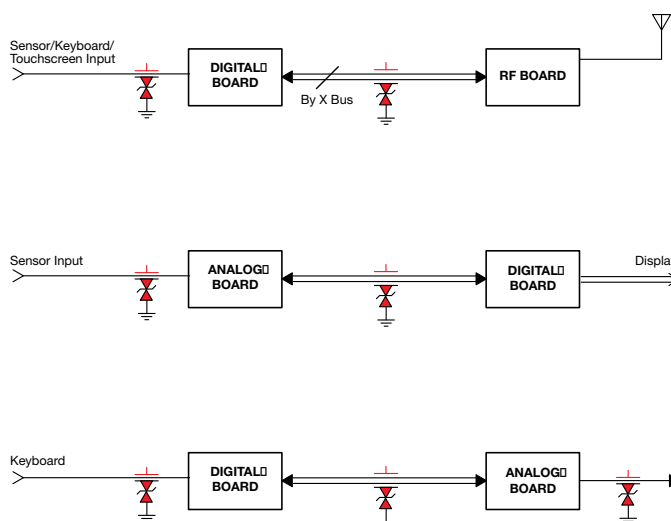 Sensor/Keyboard/
Touchscreen Input
DIGITAL
BOARD
By X Bus
RF BOARD
Sensor Input
ANALOG
BOARD
DIGITAL
BOARD
Display
Keyboard
DIGITAL
BOARD
ANALOG
BOARD